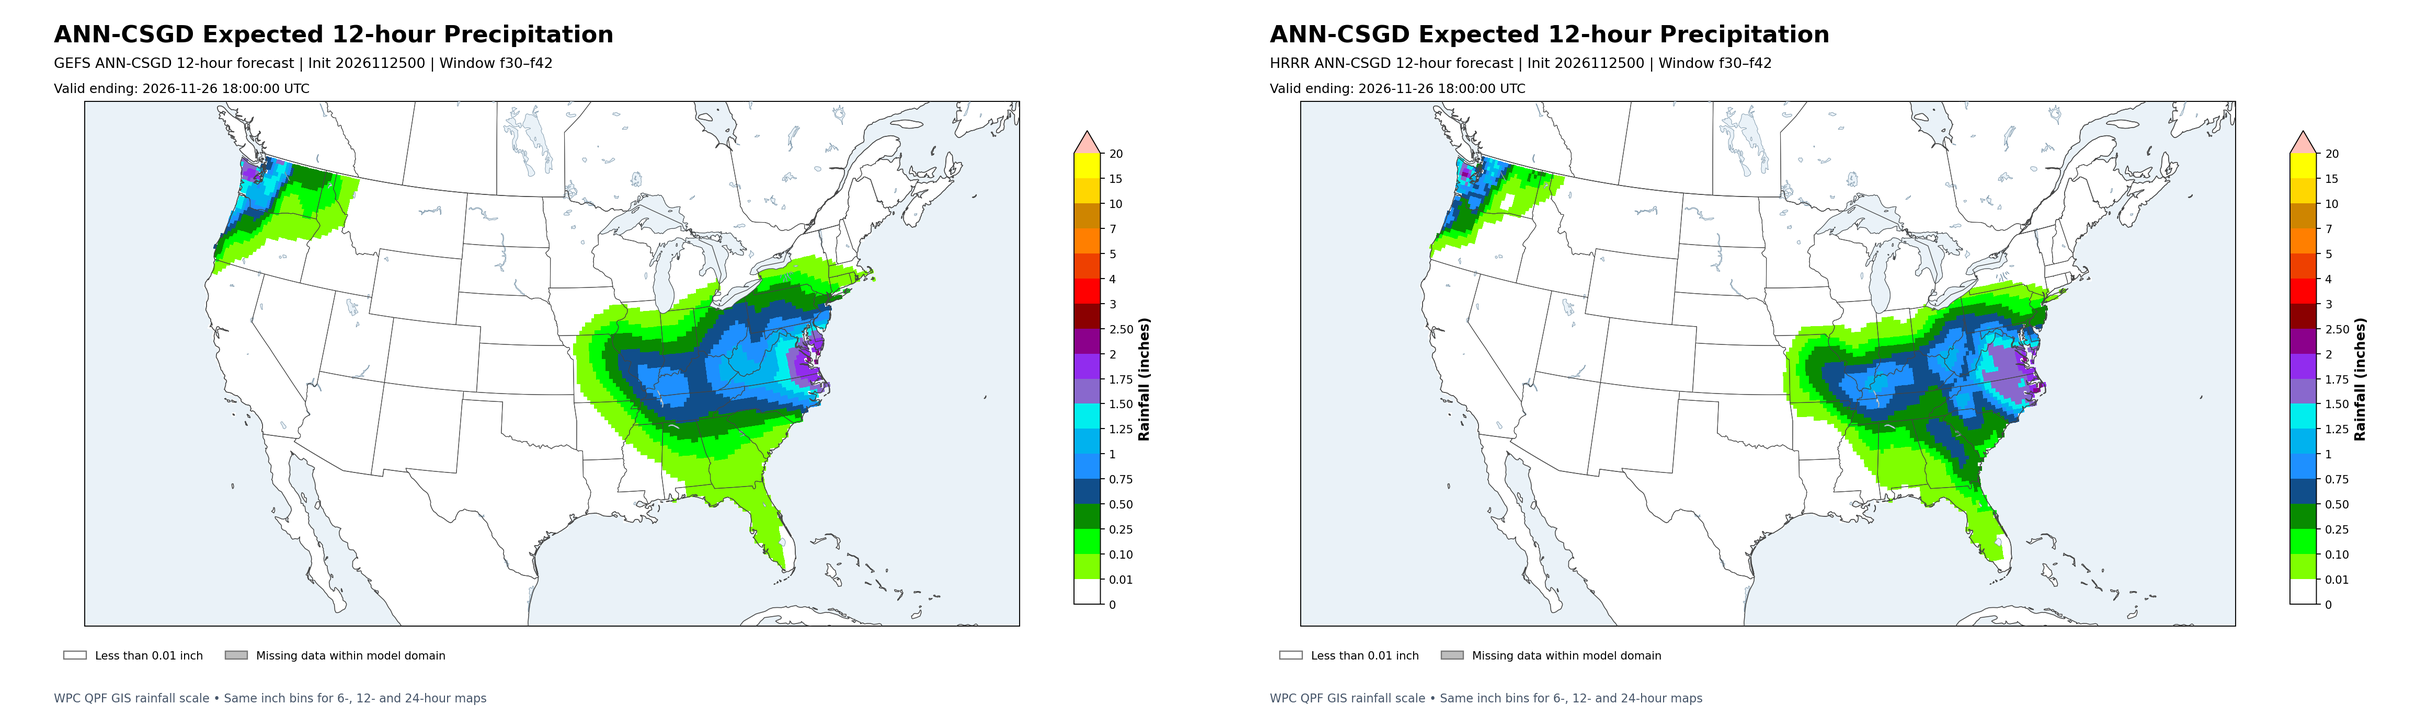 ANN-CSGD Expected 12-hour Precipitation
GEFS ANN-CSGD 12-hour forecast | Init 2026112500 | Window f30–f42
Valid ending: 2026-11-26 18:00:00 UTC
20
15
10
7
5
4
3
2.50
2
1.75
1.50
1.25
1
0.75
0.50
0.25
0.10
0.01
0
Rainfall (inches)
Less than 0.01 inch
Missing data within model domain
WPC QPF GIS rainfall scale • Same inch bins for 6-, 12- and 24-hour maps
ANN-CSGD Expected 12-hour Precipitation
HRRR ANN-CSGD 12-hour forecast | Init 2026112500 | Window f30–f42
Valid ending: 2026-11-26 18:00:00 UTC
20
15
10
7
5
4
3
2.50
2
1.75
1.50
1.25
1
0.75
0.50
0.25
0.10
0.01
0
Rainfall (inches)
Less than 0.01 inch
Missing data within model domain
WPC QPF GIS rainfall scale • Same inch bins for 6-, 12- and 24-hour maps